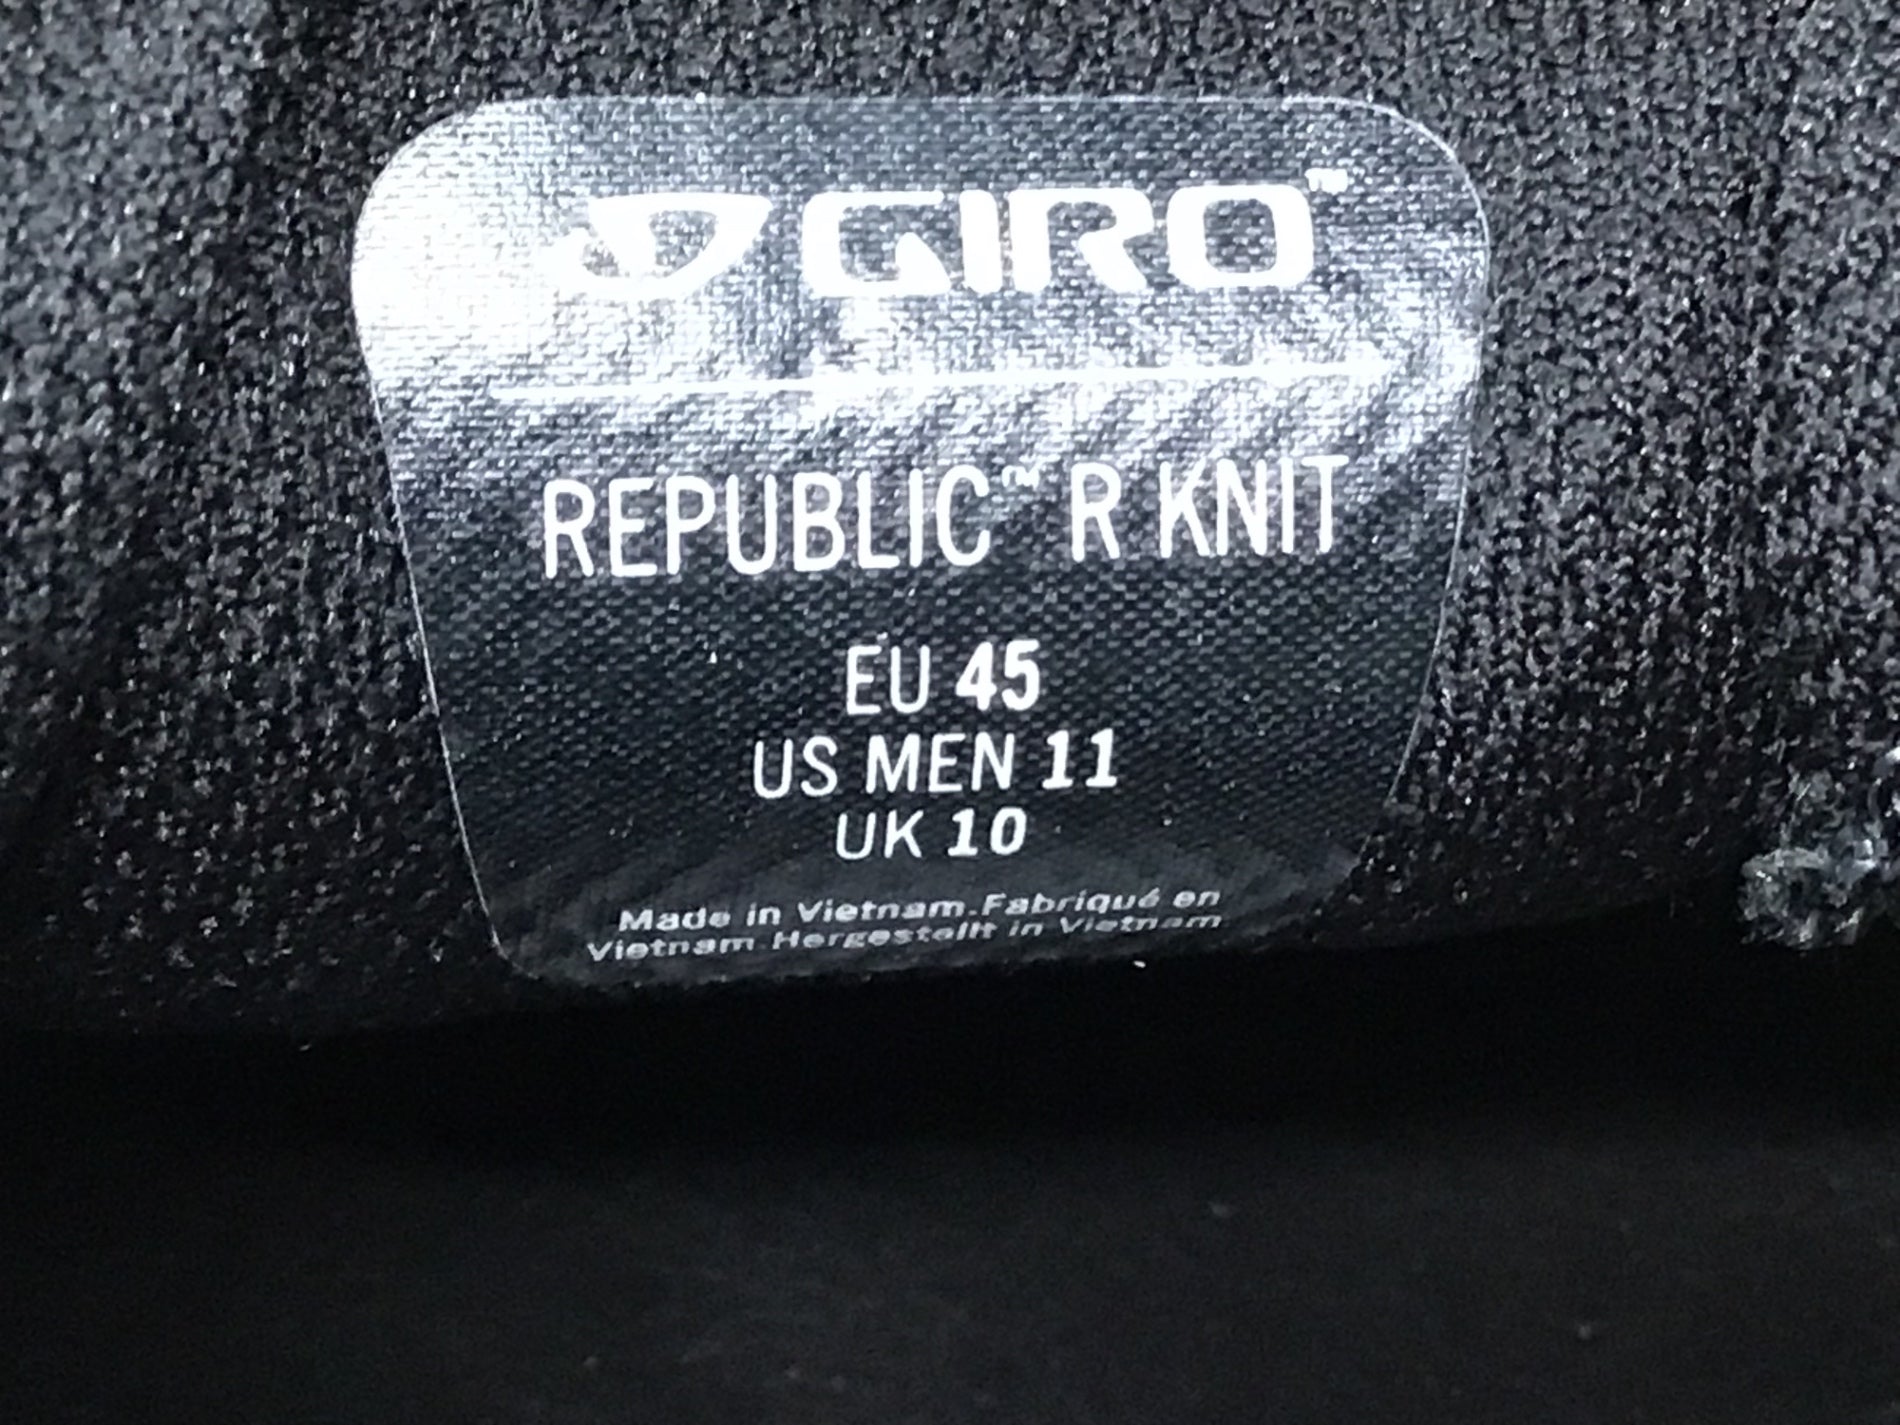 GIRO™
REPUBLIC™ R KNIT
EU 45
US MEN 11
UK 10
Made in Vietnam.Fabriqué en
Vietnam.Hergestellt in Vietnam